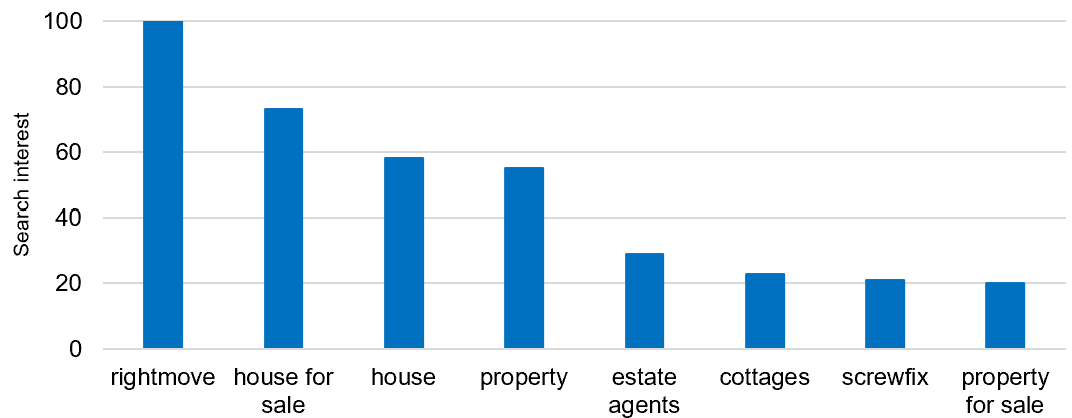 100
80
60
40
20
0
Search interest
rightmove
house for
sale
house
property
estate
agents
cottages
screwfix
property
for sale